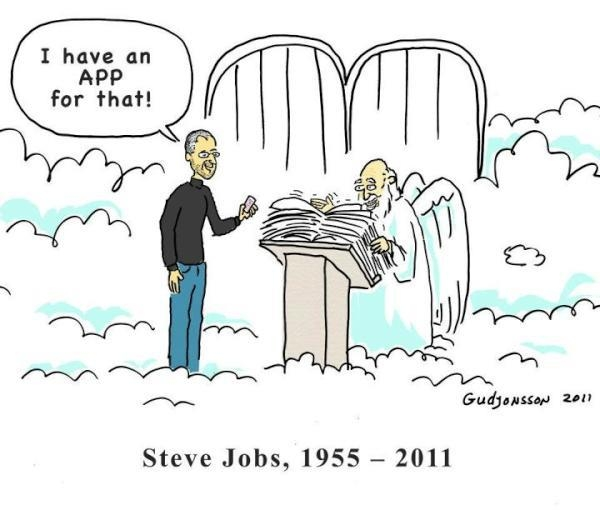 I have an
APP
for that!
Gudjonsson 2011
Steve Jobs, 1955 – 2011